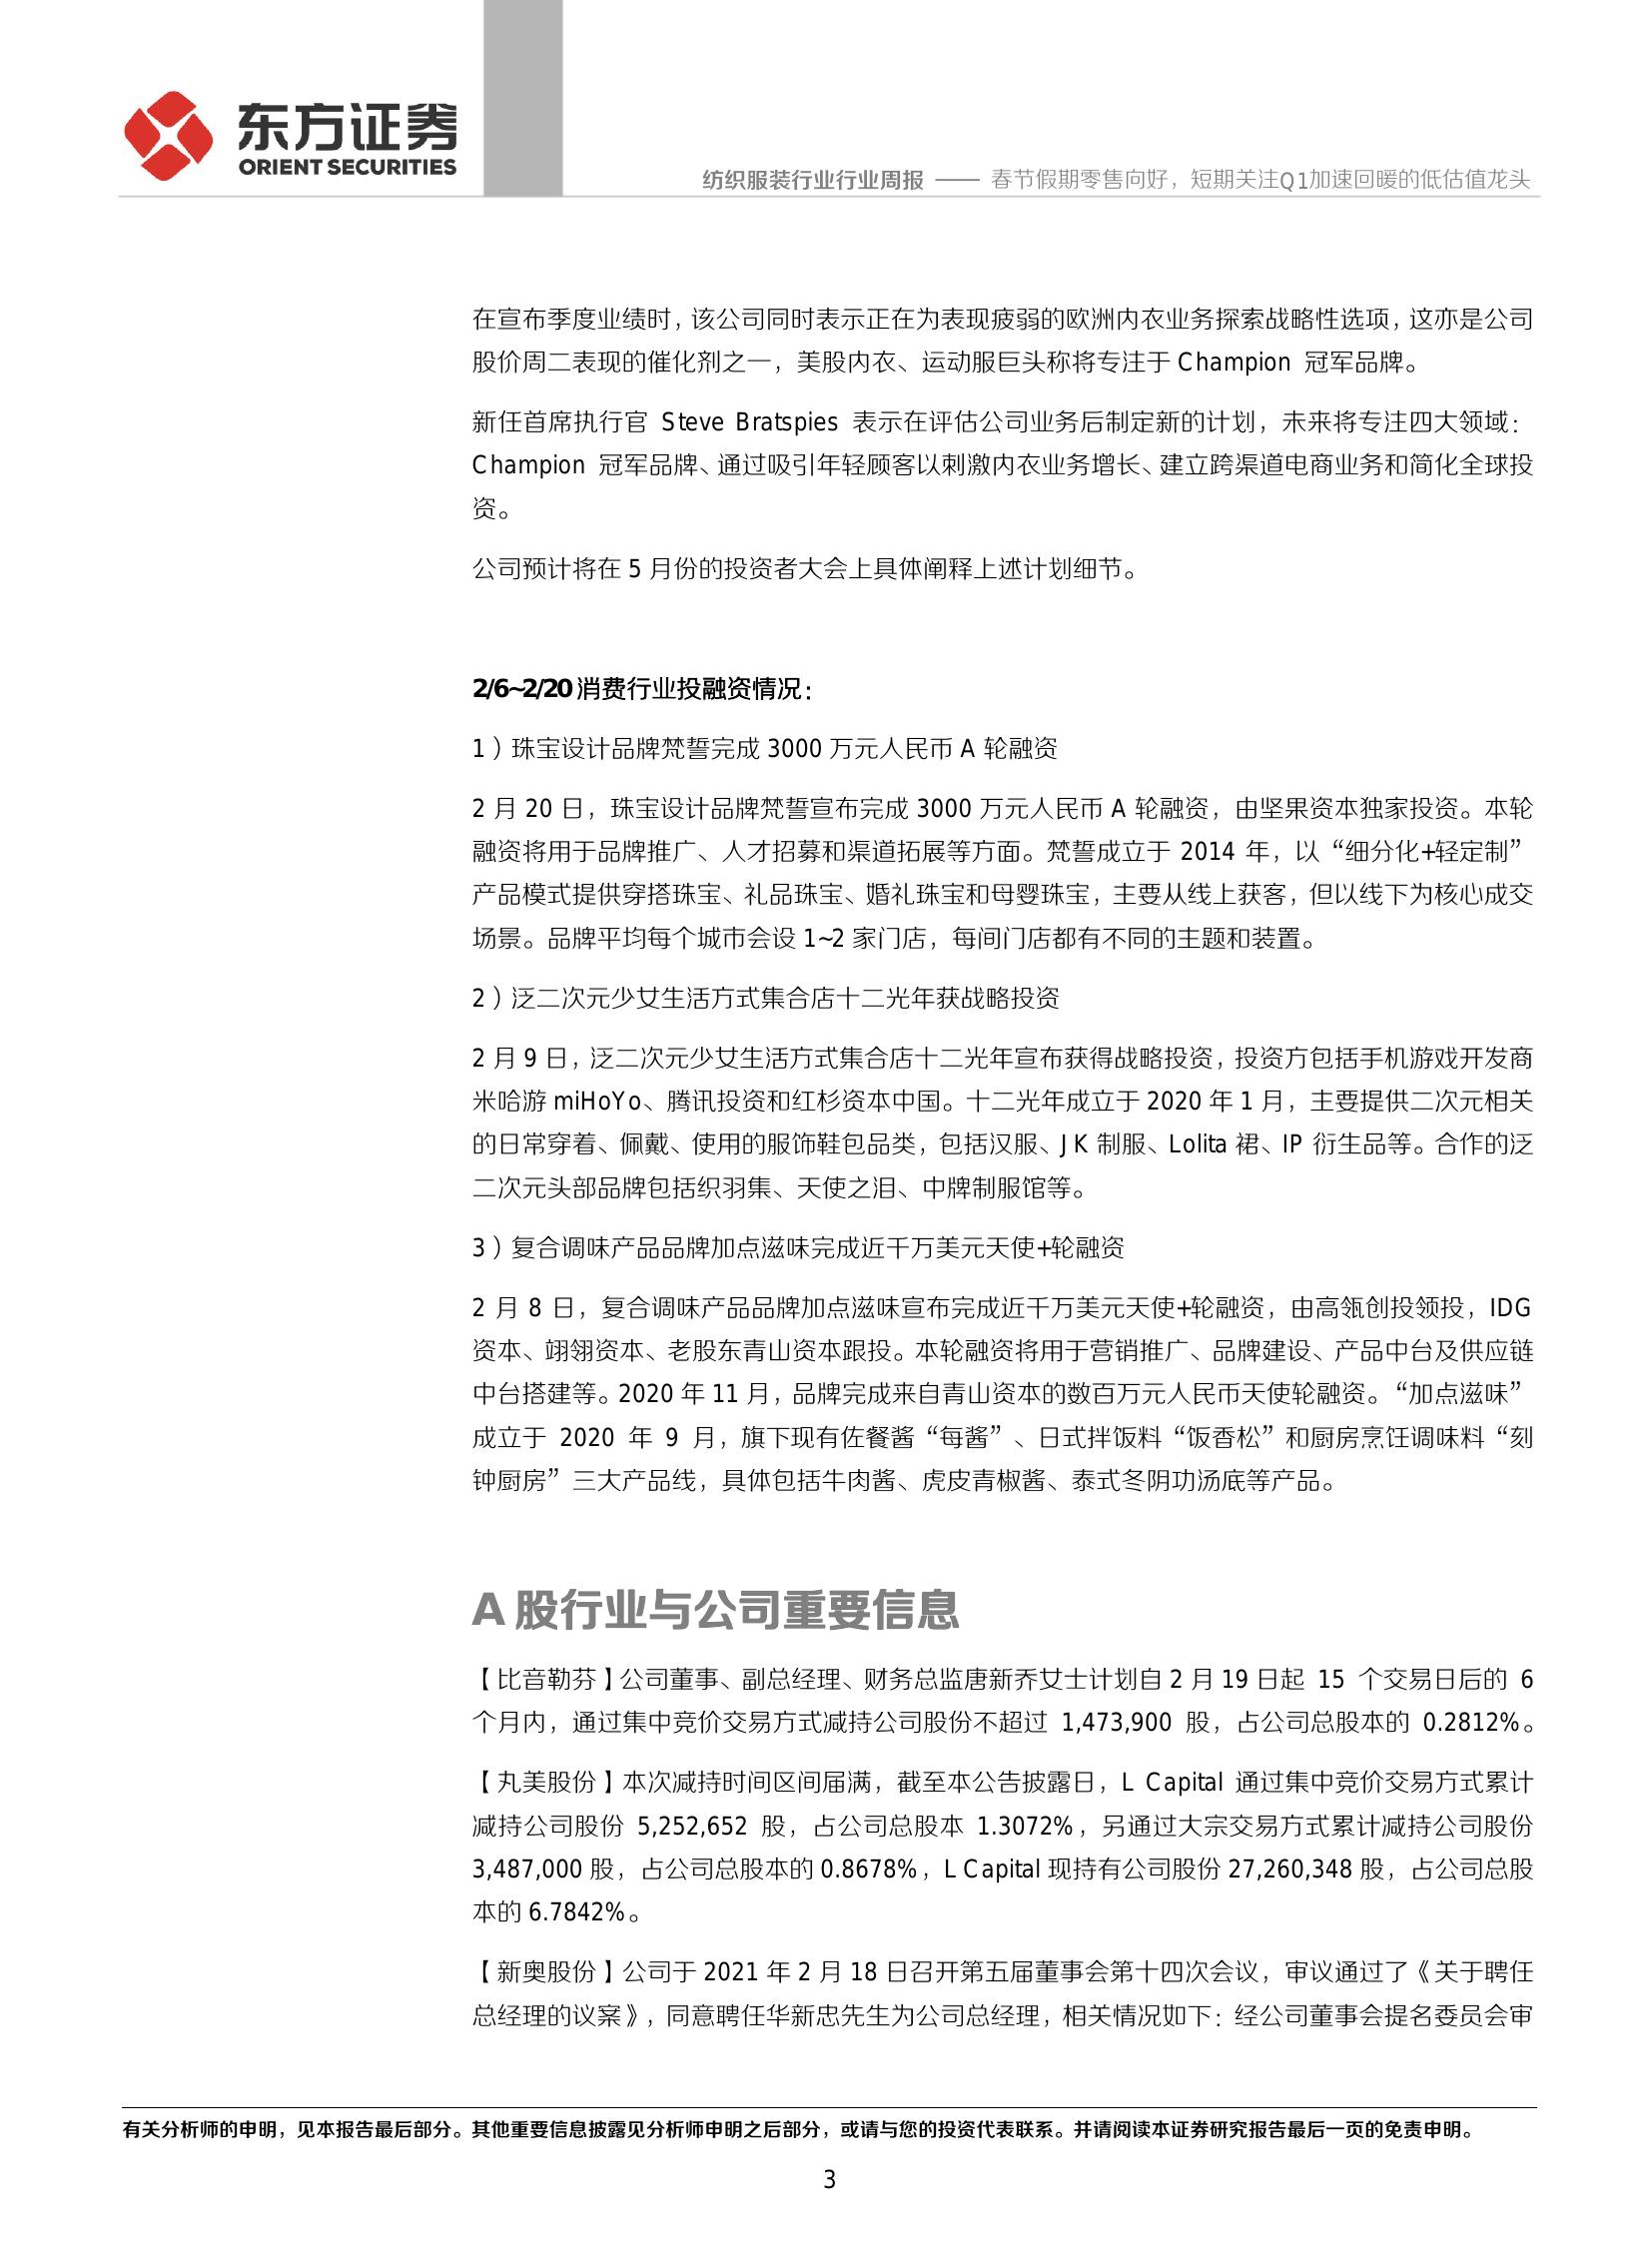 东方证券
ORIENT SECURITIES
纺织服装行业行业周报 —— 春节假期零售向好，短期关注Q1加速回暖的低估值龙头
在宣布季度业绩时，该公司同时表示正在为表现疲弱的欧洲内衣业务探索战略性选项，这亦是公司
股价周二表现的催化剂之一，美股内衣、运动服巨头称将专注于 Champion 冠军品牌。
新任首席执行官 Steve Bratspies 表示在评估公司业务后制定新的计划，未来将专注四大领域：
Champion 冠军品牌、通过吸引年轻顾客以刺激内衣业务增长、建立跨渠道电商业务和简化全球投
资。
公司预计将在 5 月份的投资者大会上具体阐释上述计划细节。
2/6~2/20 消费行业投融资情况：
1）珠宝设计品牌梵誓完成 3000 万元人民币 A 轮融资
2 月 20 日，珠宝设计品牌梵誓宣布完成 3000 万元人民币 A 轮融资，由坚果资本独家投资。本轮
融资将用于品牌推广、人才招募和渠道拓展等方面。梵誓成立于 2014 年，以“细分化+轻定制”
产品模式提供穿搭珠宝、礼品珠宝、婚礼珠宝和母婴珠宝，主要从线上获客，但以线下为核心成交
场景。品牌平均每个城市会设 1~2 家门店，每间门店都有不同的主题和装置。
2）泛二次元少女生活方式集合店十二光年获战略投资
2 月 9 日，泛二次元少女生活方式集合店十二光年宣布获得战略投资，投资方包括手机游戏开发商
米哈游 miHoYo、腾讯投资和红杉资本中国。十二光年成立于 2020 年 1 月，主要提供二次元相关
的日常穿着、佩戴、使用的服饰鞋包品类，包括汉服、JK 制服、Lolita 裙、IP 衍生品等。合作的泛
二次元头部品牌包括织羽集、天使之泪、中牌制服馆等。
3）复合调味产品品牌加点滋味完成近千万美元天使+轮融资
2 月 8 日，复合调味产品品牌加点滋味宣布完成近千万美元天使+轮融资，由高瓴创投领投，IDG
资本、翊翎资本、老股东青山资本跟投。本轮融资将用于营销推广、品牌建设、产品中台及供应链
中台搭建等。2020 年 11 月，品牌完成来自青山资本的数百万元人民币天使轮融资。“加点滋味”
成立于 2020 年 9 月，旗下现有佐餐酱“每酱”、日式拌饭料“饭香松”和厨房烹饪调味料“刻
钟厨房”三大产品线，具体包括牛肉酱、虎皮青椒酱、泰式冬阴功汤底等产品。
A 股行业与公司重要信息
【比音勒芬】公司董事、副总经理、财务总监唐新乔女士计划自 2 月 19 日起 15 个交易日后的 6
个月内，通过集中竞价交易方式减持公司股份不超过 1,473,900 股，占公司总股本的 0.2812%。
【丸美股份】本次减持时间区间届满，截至本公告披露日，L Capital 通过集中竞价交易方式累计
减持公司股份 5,252,652 股，占公司总股本 1.3072%，另通过大宗交易方式累计减持公司股份
3,487,000 股，占公司总股本的 0.8678%，L Capital 现持有公司股份 27,260,348 股，占公司总股
本的 6.7842%。
【新奥股份】公司于 2021 年 2 月 18 日召开第五届董事会第十四次会议，审议通过了《关于聘任
总经理的议案》，同意聘任华新忠先生为公司总经理，相关情况如下：经公司董事会提名委员会审
有关分析师的申明，见本报告最后部分。其他重要信息披露见分析师申明之后部分，或请与您的投资代表联系。并请阅读本证券研究报告最后一页的免责申明。
3